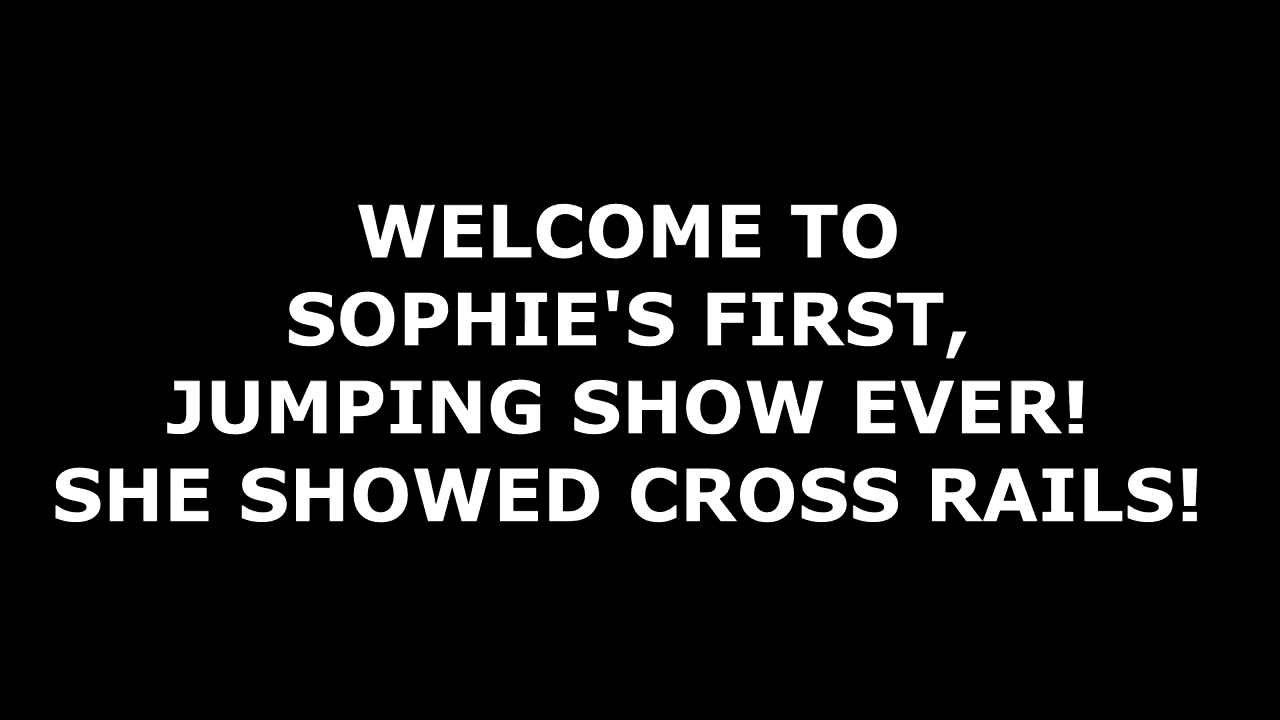 WELCOME TO
SOPHIE'S FIRST,
JUMPING SHOW EVER!
SHE SHOWED CROSS RAILS!